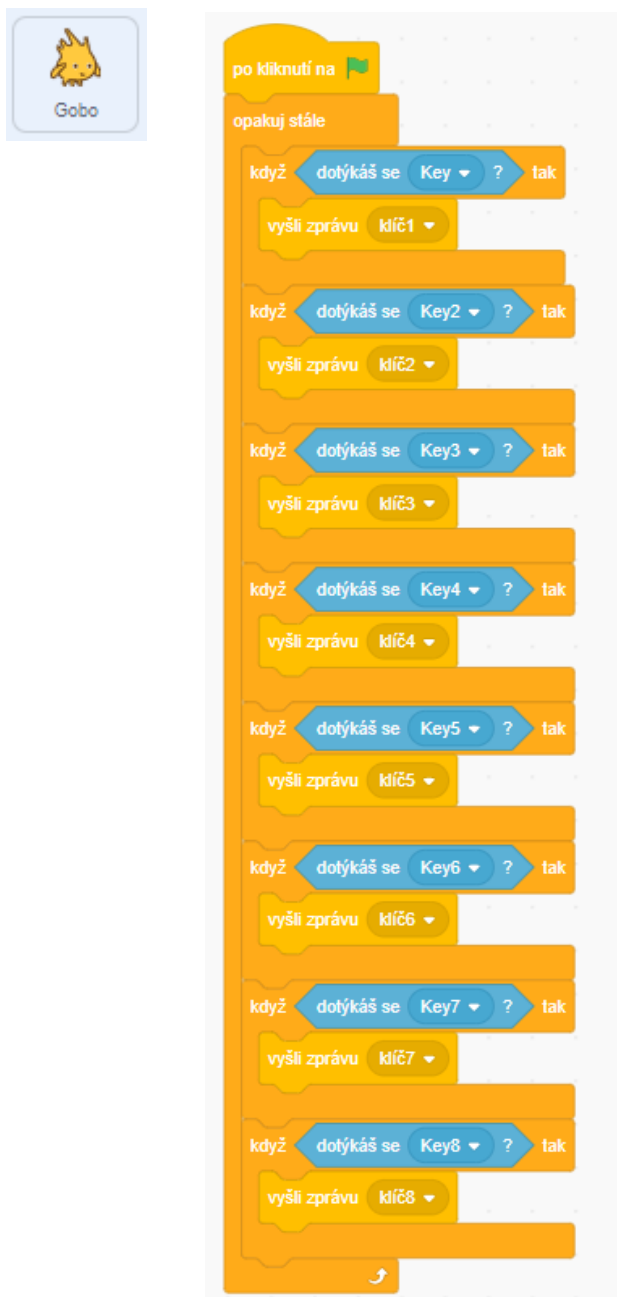 Gobo
po kliknutí na
opakuj stále
když dotýkáš se Key ? tak
vyšli zprávu klíč1
když dotýkáš se Key2 ? tak
vyšli zprávu klíč2
když dotýkáš se Key3 ? tak
vyšli zprávu klíč3
když dotýkáš se Key4 ? tak
vyšli zprávu klíč4
když dotýkáš se Key5 ? tak
vyšli zprávu klíč5
když dotýkáš se Key6 ? tak
vyšli zprávu klíč6
když dotýkáš se Key7 ? tak
vyšli zprávu klíč7
když dotýkáš se Key8 ? tak
vyšli zprávu klíč8